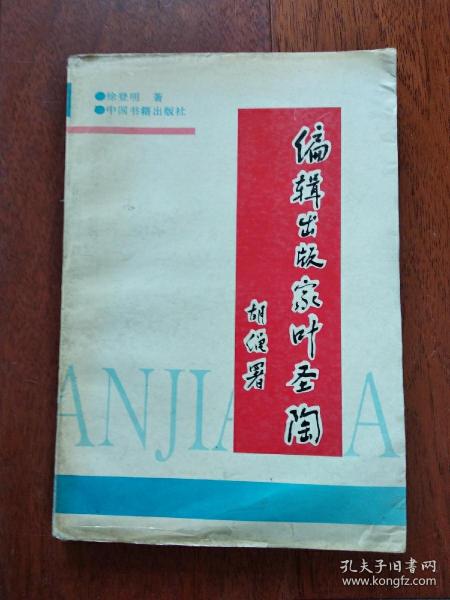 ●徐登明 著
●中国书籍出版社
编辑出版家叶圣陶
胡绳署
ANJIA A
孔夫子旧书网
www.kongfz.com